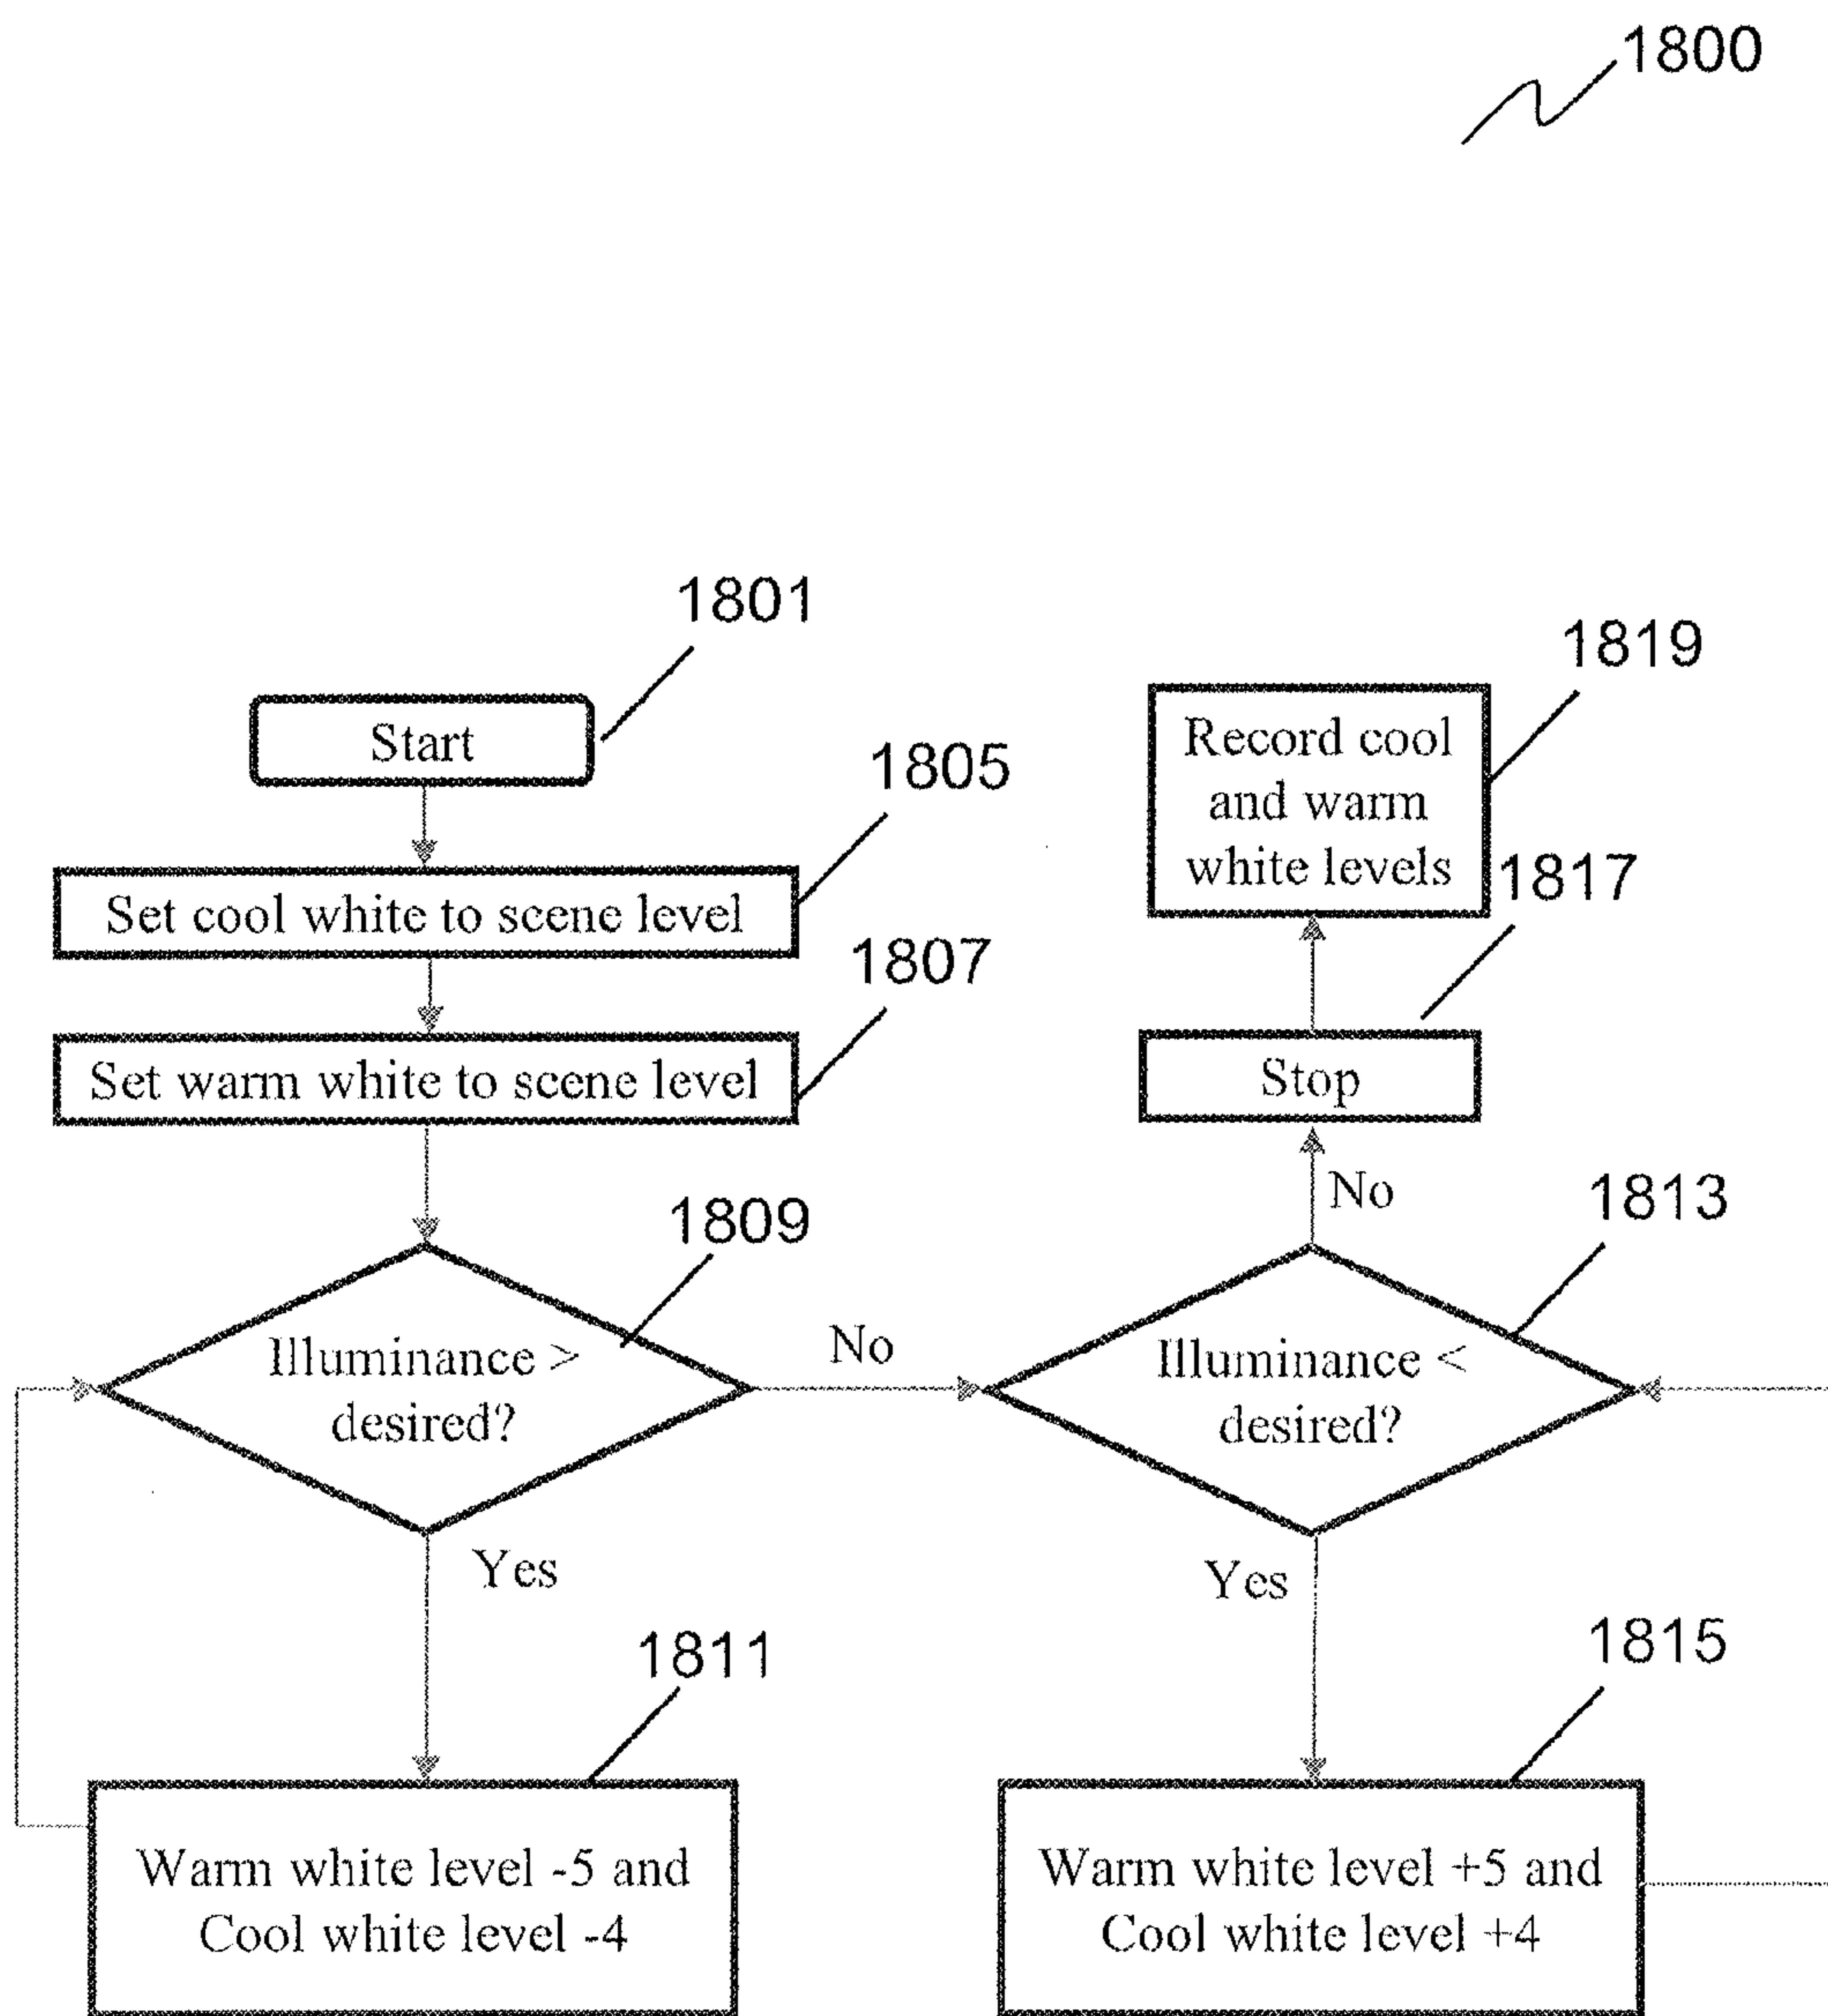 1800
1801
Start
1805
Set cool white to scene level
1807
Set warm white to scene level
1809
Illuminance >
desired?
No
Yes
1811
Warm white level -5 and
Cool white level -4
1819
Record cool
and warm
white levels
1817
Stop
No
1813
Illuminance <
desired?
Yes
1815
Warm white level +5 and
Cool white level +4